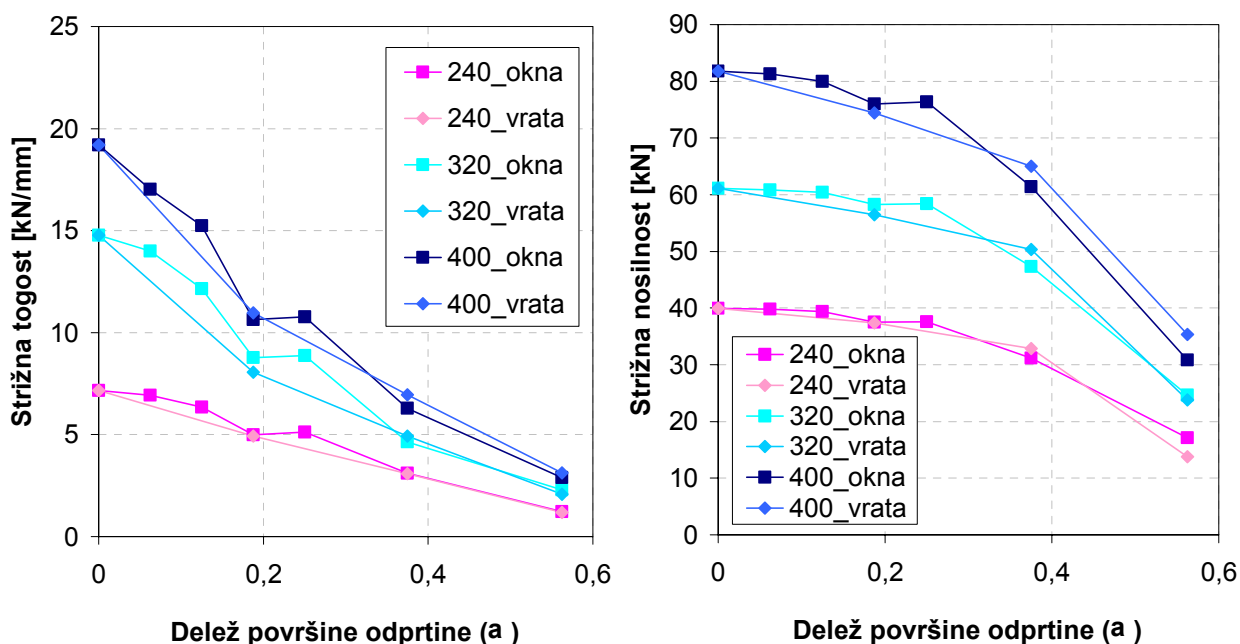 Strižna togost [kN/mm]
25
20
15
10
5
0
240_okna
240_vrata
320_okna
320_vrata
400_okna
400_vrata
0
0,2
0,4
0,6
Delež površine odprtine (a )
Strižna nosilnost [kN]
90
80
70
60
50
40
30
20
10
0
240_okna
240_vrata
320_okna
320_vrata
400_okna
400_vrata
0
0,2
0,4
0,6
Delež površine odprtine (a )